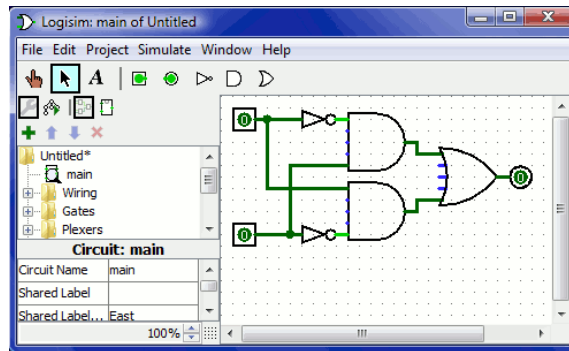 Logisim: main of Untitled
File Edit Project Simulate Window Help
A
Untitled*
main
Wiring
Gates
Plexers
Circuit: main
Circuit Name main
Shared Label
Shared Label... East
100%
0
0
0